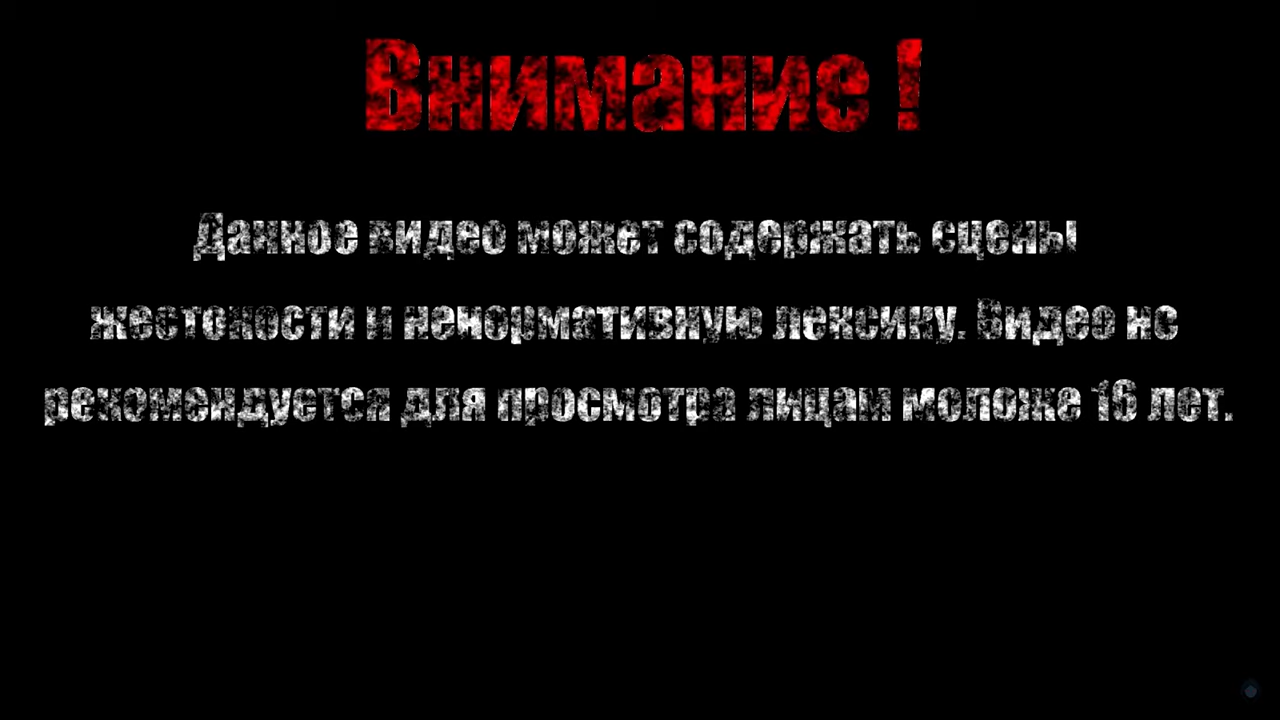 Внимание !
Данное видео может содержать сцены
жестокости и ненормативную лексику. Видео не
рекомендуется для просмотра лицам моложе 16 лет.